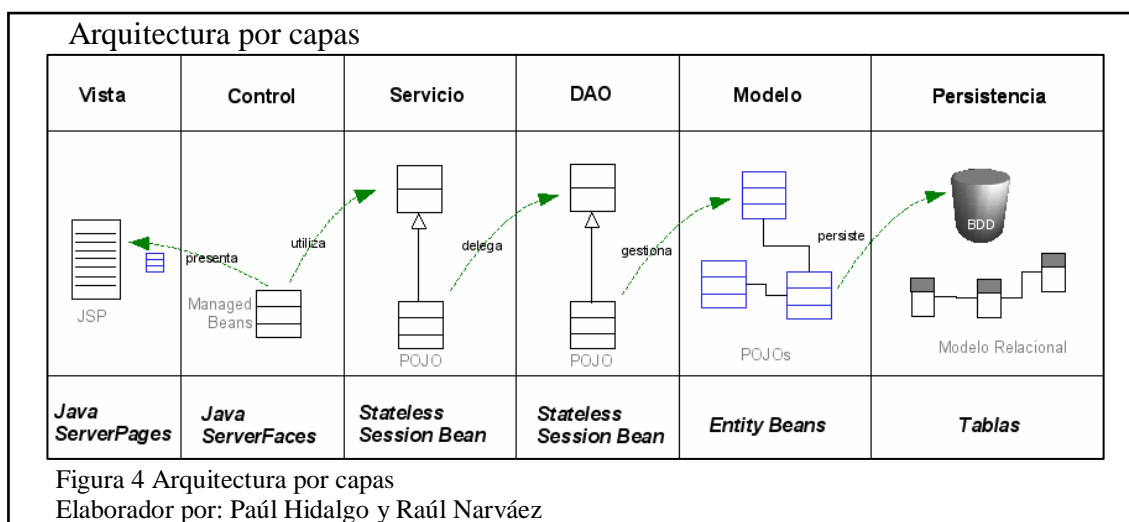 Arquitectura por capas
Vista
Control
Servicio
DAO
Modelo
Persistencia
JSP
presenta
Managed
Beans
utiliza
POJO
delega
POJO
gestiona
POJOs
persiste
BDD
Modelo Relacional
Java
ServerPages
Java
ServerFaces
Stateless
Session Bean
Stateless
Session Bean
Entity Beans
Tablas
Figura 4 Arquitectura por capas
Elaborador por: Paúl Hidalgo y Raúl Narváez